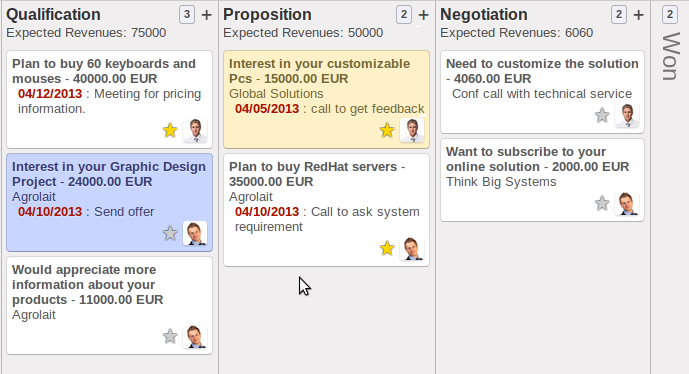 Qualification 3 +
Expected Revenues: 75000
Plan to buy 60 keyboards and
mouses - 40000.00 EUR
04/12/2013 : Meeting for pricing
information.
Interest in your Graphic Design
Project - 24000.00 EUR
Agrolait
04/10/2013 : Send offer
Would appreciate more
information about your
products - 11000.00 EUR
Agrolait
Proposition 2 +
Expected Revenues: 50000
Interest in your customizable
Pcs - 15000.00 EUR
Global Solutions
04/05/2013 : call to get feedback
Plan to buy RedHat servers -
35000.00 EUR
Agrolait
04/10/2013 : Call to ask system
requirement
Negotiation 2 +
Expected Revenues: 6060
Need to customize the solution
- 4060.00 EUR
Conf call with technical service
Want to subscribe to your
online solution - 2000.00 EUR
Think Big Systems
2
Won